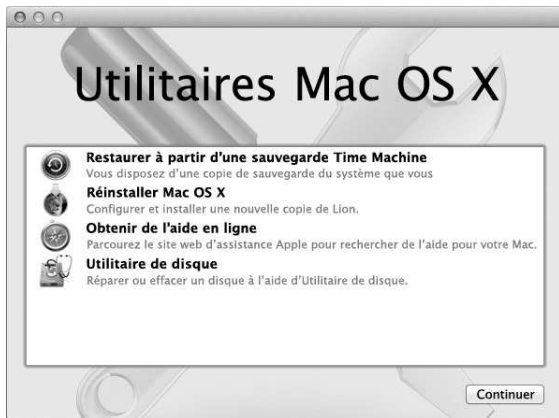 Utilitaires Mac OS X
Restaurer à partir d'une sauvegarde Time Machine
Vous disposez d'une copie de sauvegarde du système que vous
Réinstaller Mac OS X
Configurer et installer une nouvelle copie de Lion.
Obtenir de l'aide en ligne
Parcourez le site web d'assistance Apple pour rechercher de l'aide pour votre Mac.
Utilitaire de disque
Réparer ou effacer un disque à l'aide d'Utilitaire de disque.
Continuer